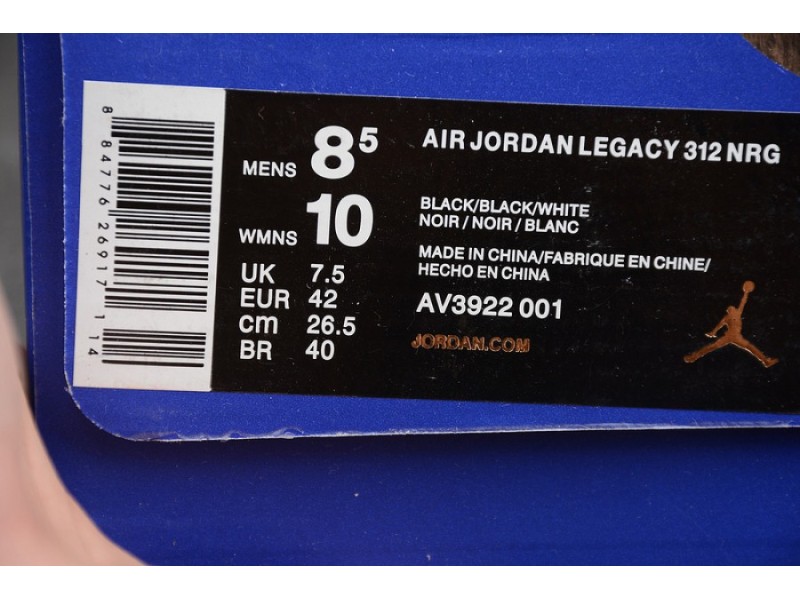 8 84776 26917 1 14
MENS 8⁵
WMNS 10
UK 7.5
EUR 42
cm 26.5
BR 40
AIR JORDAN LEGACY 312 NRG
BLACK/BLACK/WHITE
NOIR / NOIR / BLANC
MADE IN CHINA/FABRIQUE EN CHINE/
HECHO EN CHINA
AV3922 001
JORDAN.COM